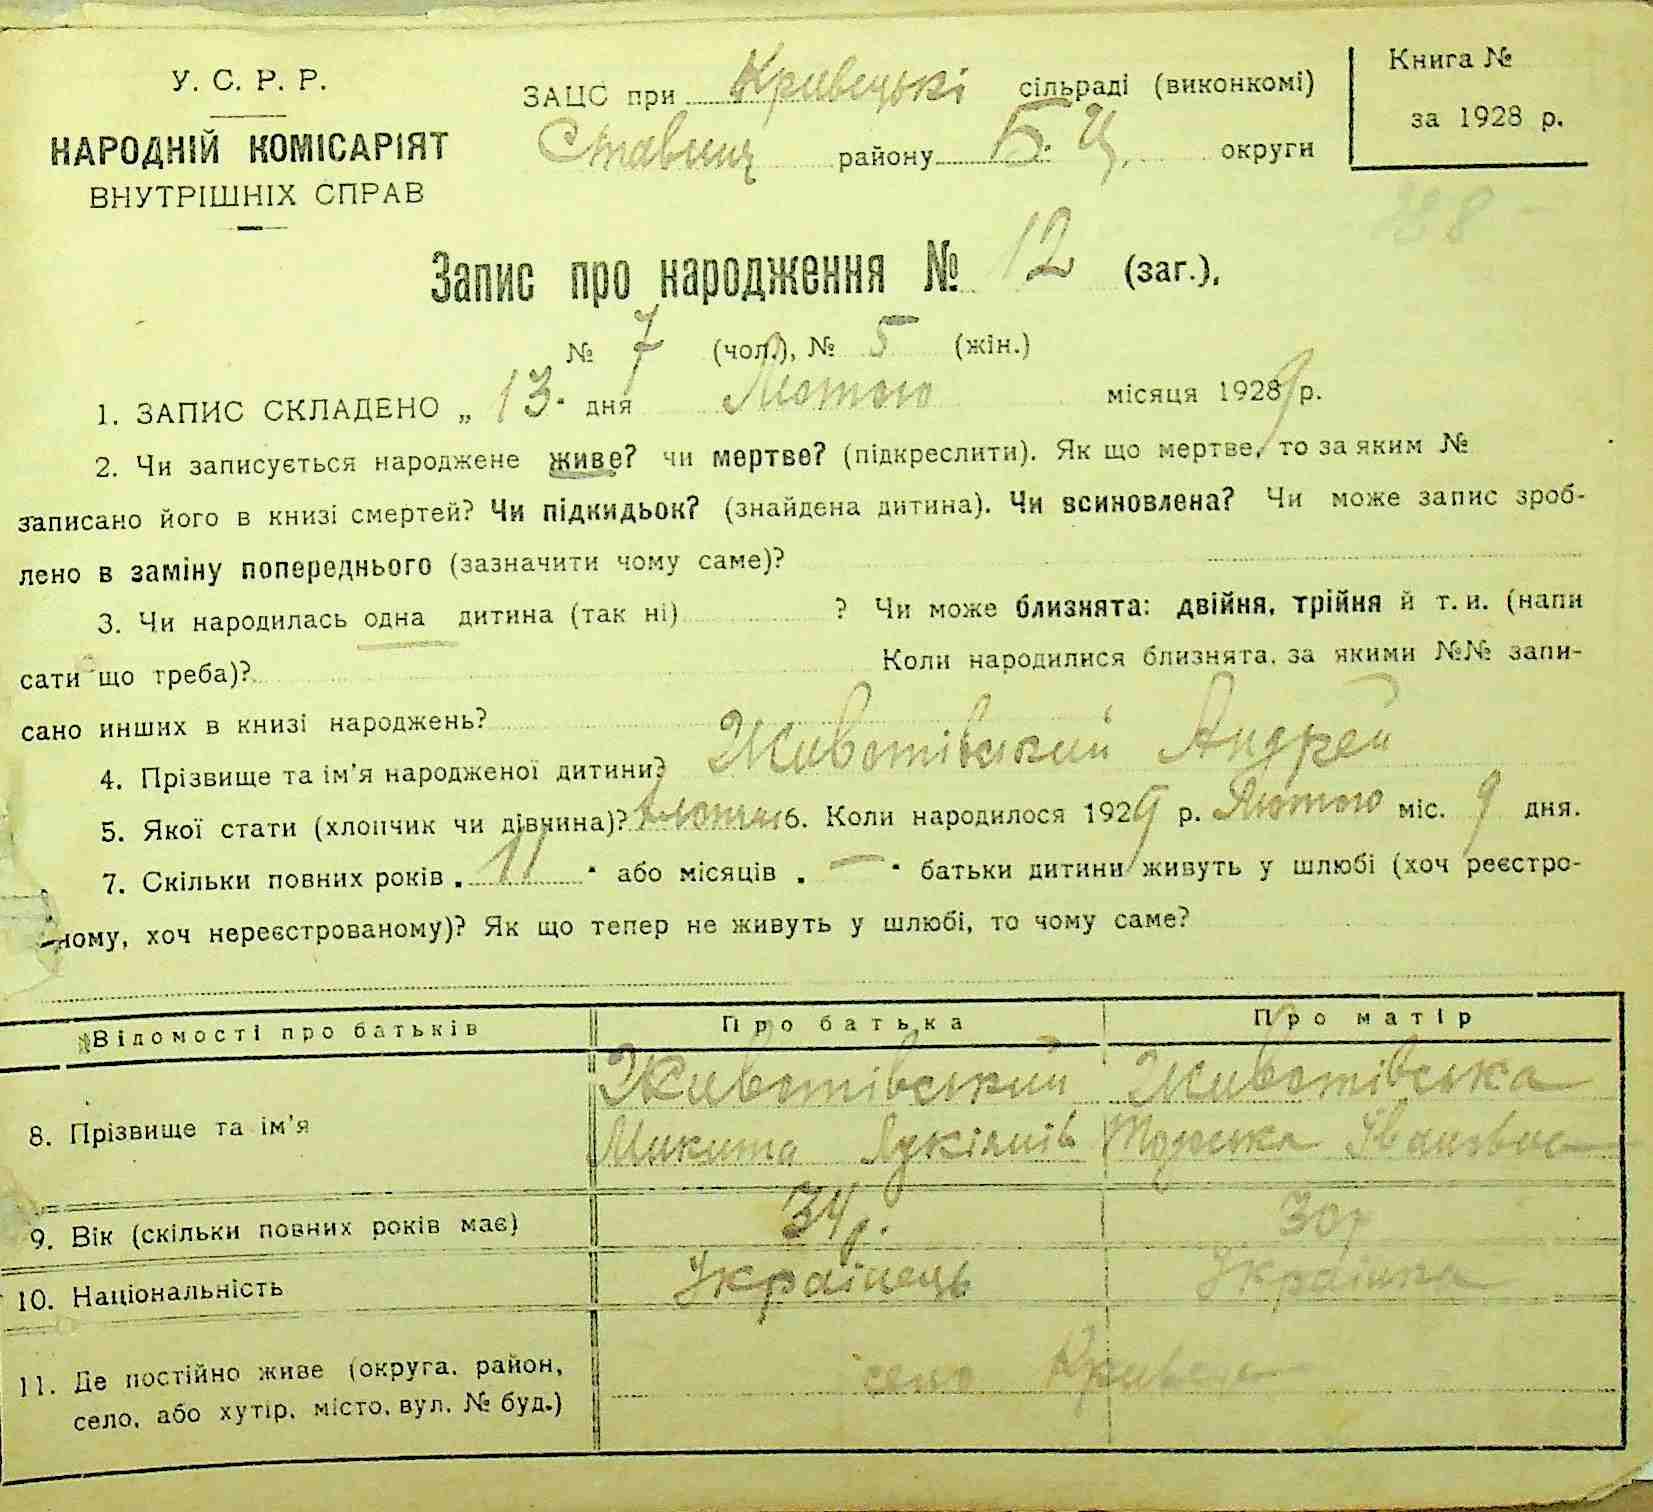 У. С. Р. Р.
НАРОДНІЙ КОМІСАРІЯТ
ВНУТРІШНІХ СПРАВ
ЗАЦС при Кривецькі сільраді (виконкомі)
Ставищ району Б. Ц. округи
Книга №
за 1928 р.
Запис про народження № 12 (заг.),
№ 7 (чол.), № 5 (жін.)
1. ЗАПИС СКЛАДЕНО „ 13 " дня Лютого місяця 1928 9 р.
2. Чи записується народжене живе? чи мертве? (підкреслити). Як що мертве, то за яким №
записано його в книзі смертей? Чи підкидьок? (знайдена дитина). Чи всиновлена? Чи може запис зроб-
лено в заміну попереднього (зазначити чому саме)?
3. Чи народилась одна дитина (так ні) ? Чи може близнята: двійня, трійня й т. и. (напи
сати що треба)? Коли народилися близнята, за якими №№ запи-
сано инших в книзі народжень?
4. Прізвище та ім'я народженої дитини? Животівський Андрей
5. Якої стати (хлопчик чи дівчина)? 6. Коли народилося 1929 р. Лютого міс. 9 дня.
7. Скільки повних років „ 11 " або місяців „ — " батьки дитини живуть у шлюбі (хоч реєстро-
ному, хоч нереєстрованому)? Як що тепер не живуть у шлюбі, то чому саме?
Відомості про батьків Про батька Про матір
8. Прізвище та ім'я Животівський Животівська
Микита Івановна
9. Вік (скільки повних років має) 34 р. 30 р
10. Національність Українець Українка
11. Де постійно живе (округа, район,
село, або хутір, місто, вул. № буд.) село